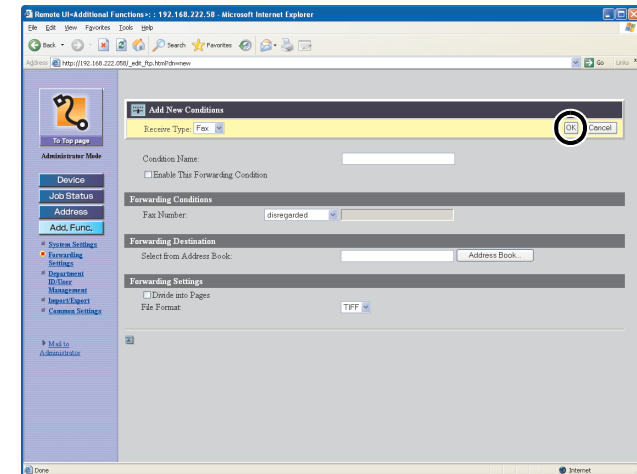 Remote UI<Additional Functions>: : 192.168.222.58 - Microsoft Internet Explorer
File Edit View Favorites Tools Help
Back Search Favorites
Address http://192.168.222.058/_edit_ftp.html?dn=new Go Links
To Top page
Administrator Mode
Device
Job Status
Address
Add. Func.
System Settings
Forwarding
Settings
Department
ID/User
Management
Import/Export
Common Settings
Mail to
Administrator
Add New Conditions
Receive Type: Fax OK Cancel
Condition Name:
Enable This Forwarding Condition
Forwarding Conditions
Fax Number: disregarded
Forwarding Destination
Select from Address Book: Address Book...
Forwarding Settings
Divide into Pages
File Format: TIFF
Done Internet